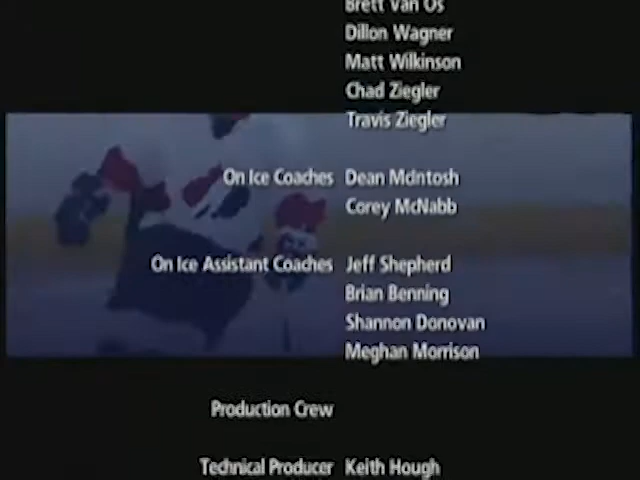 Brett Van Os
Dillon Wagner
Matt Wilkinson
Chad Ziegler
Travis Ziegler
On Ice Coaches Dean McIntosh
Corey McNabb
On Ice Assistant Coaches Jeff Shepherd
Brian Benning
Shannon Donovan
Meghan Morrison
Production Crew
Technical Producer Keith Hough